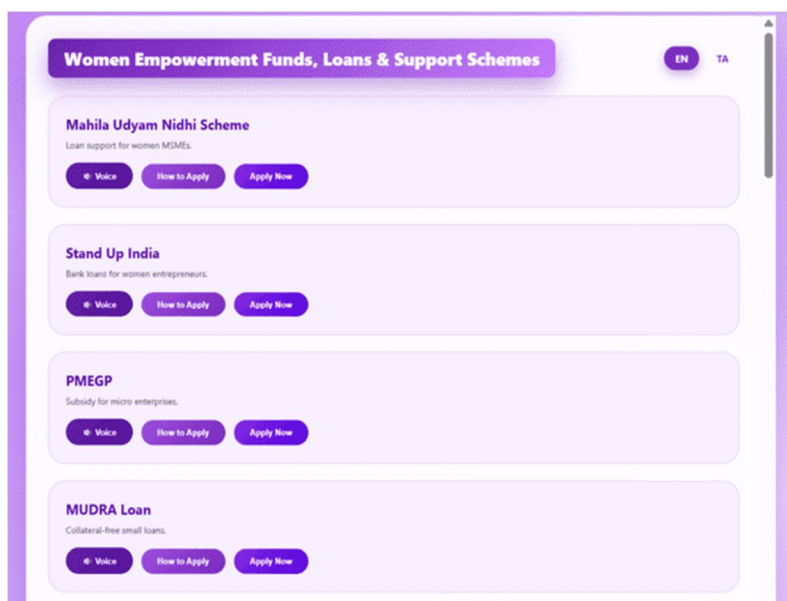 Women Empowerment Funds, Loans & Support Schemes
EN TA
Mahila Udyam Nidhi Scheme
Loan support for women MSMEs.
Voice How to Apply Apply Now
Stand Up India
Bank loans for women entrepreneurs.
Voice How to Apply Apply Now
PMEGP
Subsidy for micro enterprises.
Voice How to Apply Apply Now
MUDRA Loan
Collateral-free small loans.
Voice How to Apply Apply Now